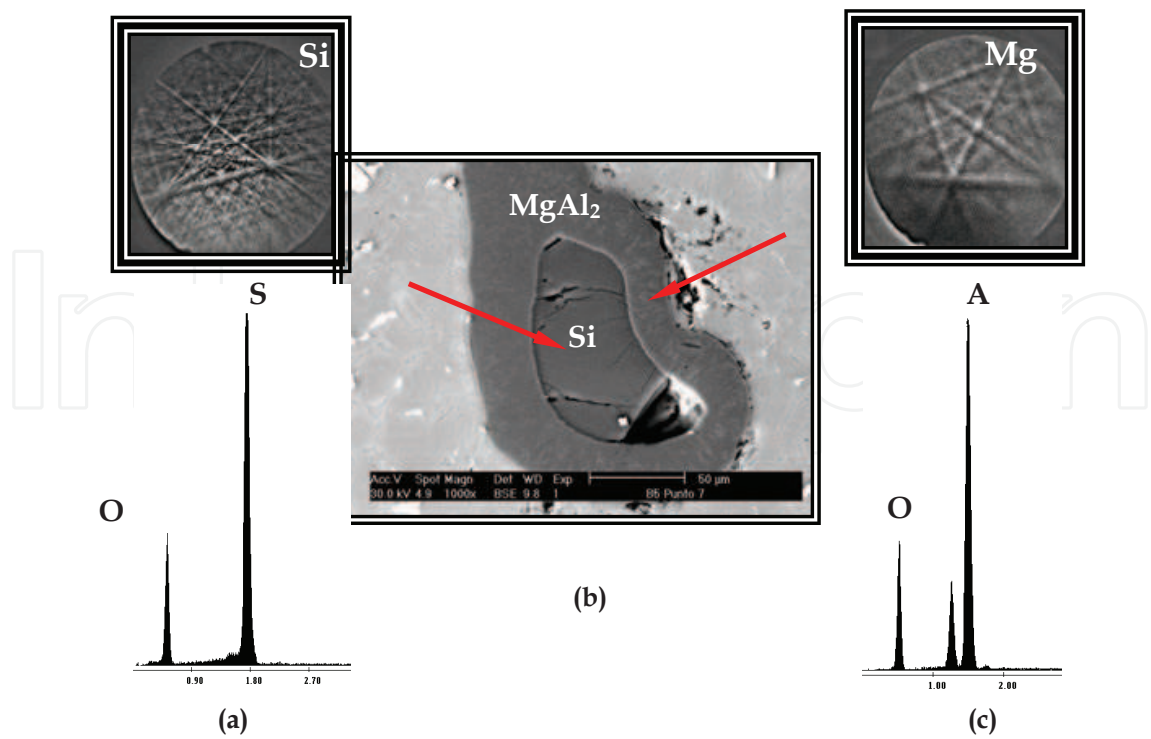 Si
Mg
MgAl₂
Si
Acc.V Spot Magn Det WD Exp 50 µm
30.0 kV 4.9 1000x BSE 9.8 1 B5 Punto 7
S
O
0.90 1.80 2.70
A
O
1.00 2.00
(a)
(b)
(c)